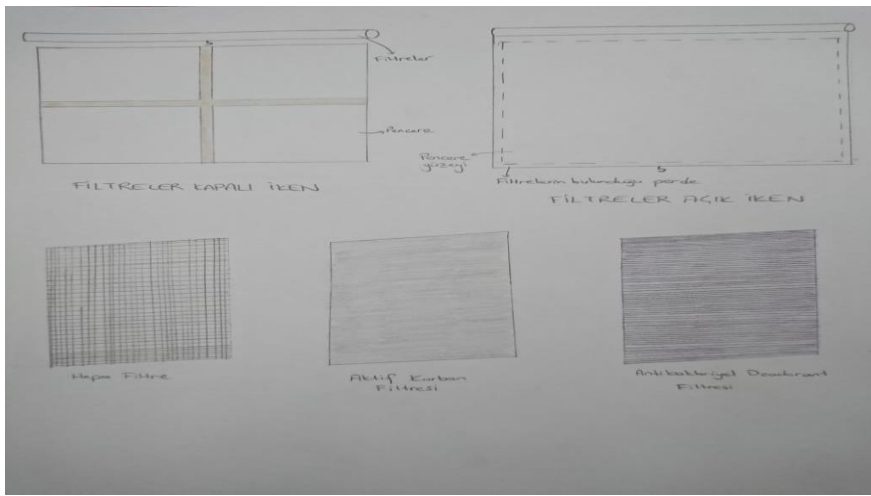 Filtreler
Pencere
FİLTRELER KAPALI İKEN
Pencere
yüzeyi
Filtrelerin bulunduğu perde
FİLTRELER AÇIK İKEN
Hepa Filtre
Aktif Karbon
Filtresi
Antibakteriyel Deodorant
Filtresi